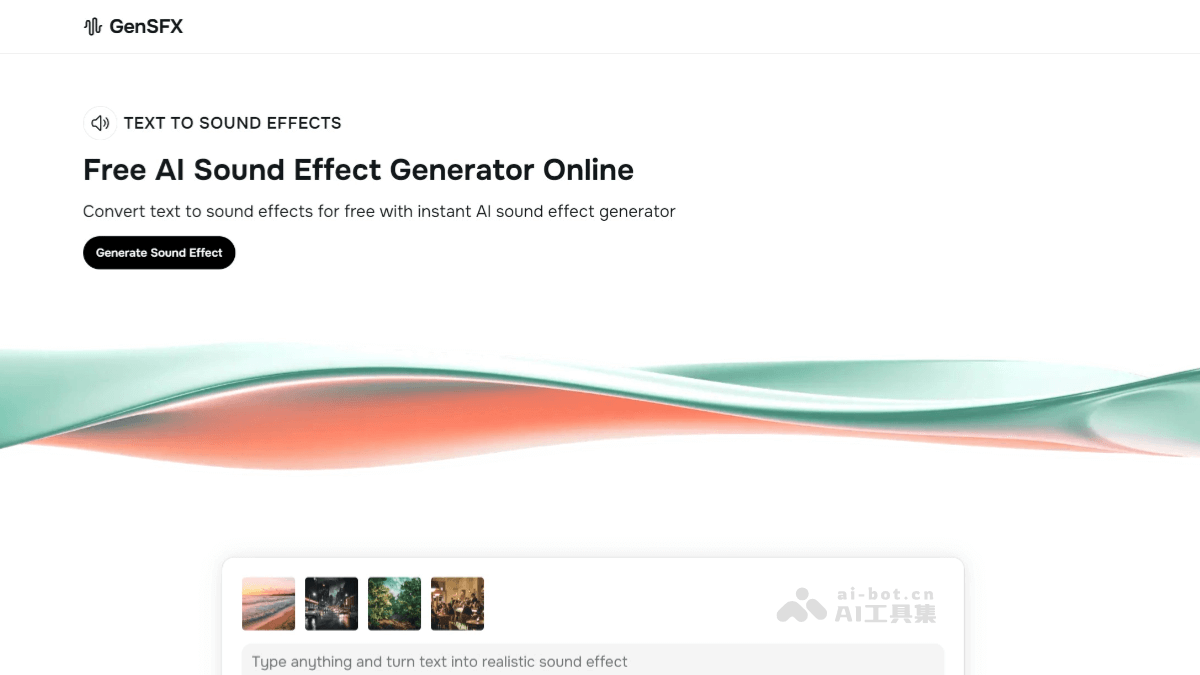 GenSFX
TEXT TO SOUND EFFECTS
Free AI Sound Effect Generator Online
Convert text to sound effects for free with instant AI sound effect generator
Generate Sound Effect
ai-bot.cn
AI工具集
Type anything and turn text into realistic sound effect